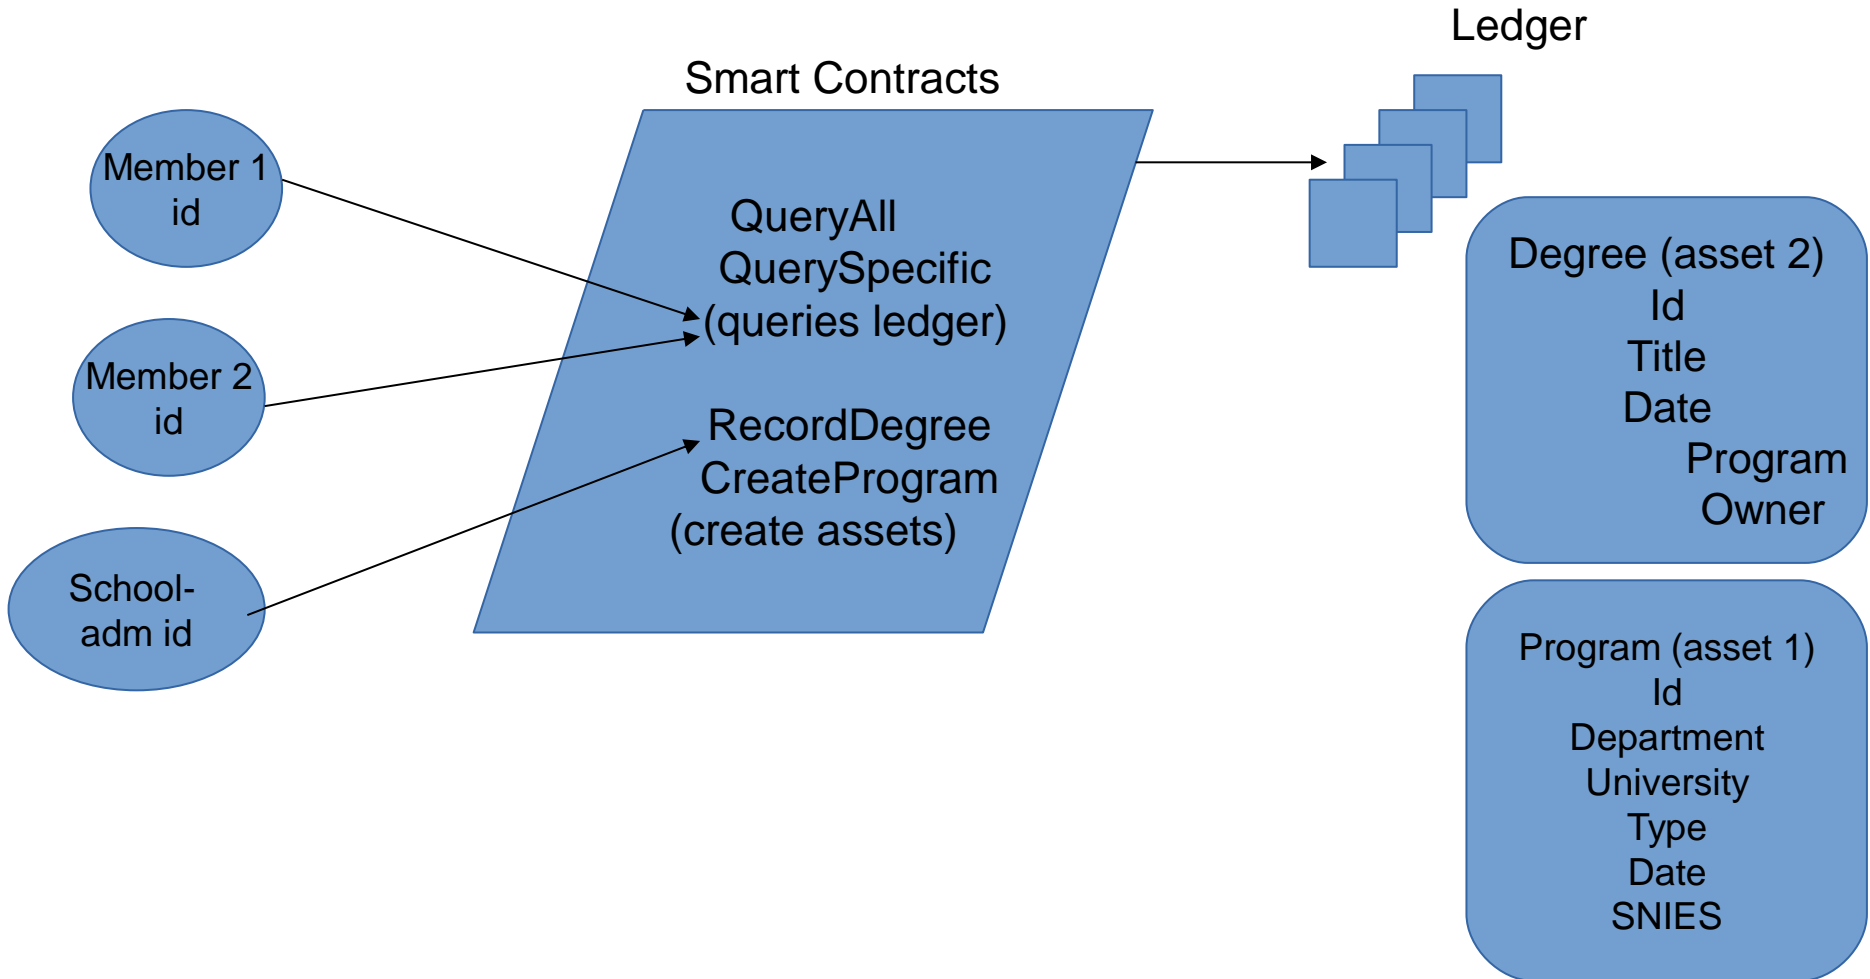 Ledger
Smart Contracts
Member 1
id
Member 2
id
School-
adm id
QueryAll
QuerySpecific
(queries ledger)
RecordDegree
CreateProgram
(create assets)
Degree (asset 2)
Id
Title
Date
Program
Owner
Program (asset 1)
Id
Department
University
Type
Date
SNIES